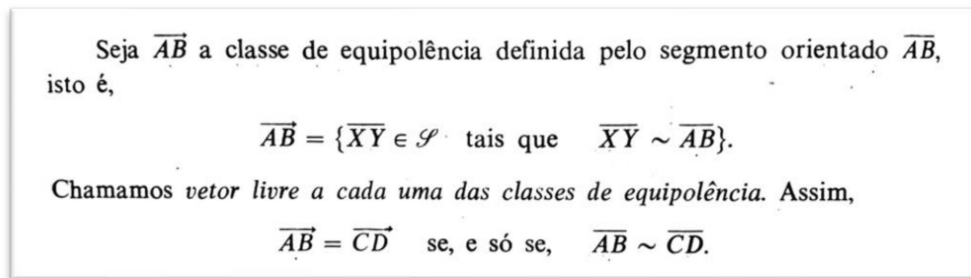 Seja $\overrightarrow{AB}$ a classe de equipolência definida pelo segmento orientado $\overline{AB}$,
isto é,
$\overrightarrow{AB} = \{\overline{XY} \in \mathscr{S}$ tais que $\overline{XY} \sim \overline{AB}\}.$
Chamamos vetor livre a cada uma das classes de equipolência. Assim,
$\overrightarrow{AB} = \overrightarrow{CD}$ se, e só se, $\overline{AB} \sim \overline{CD}.$